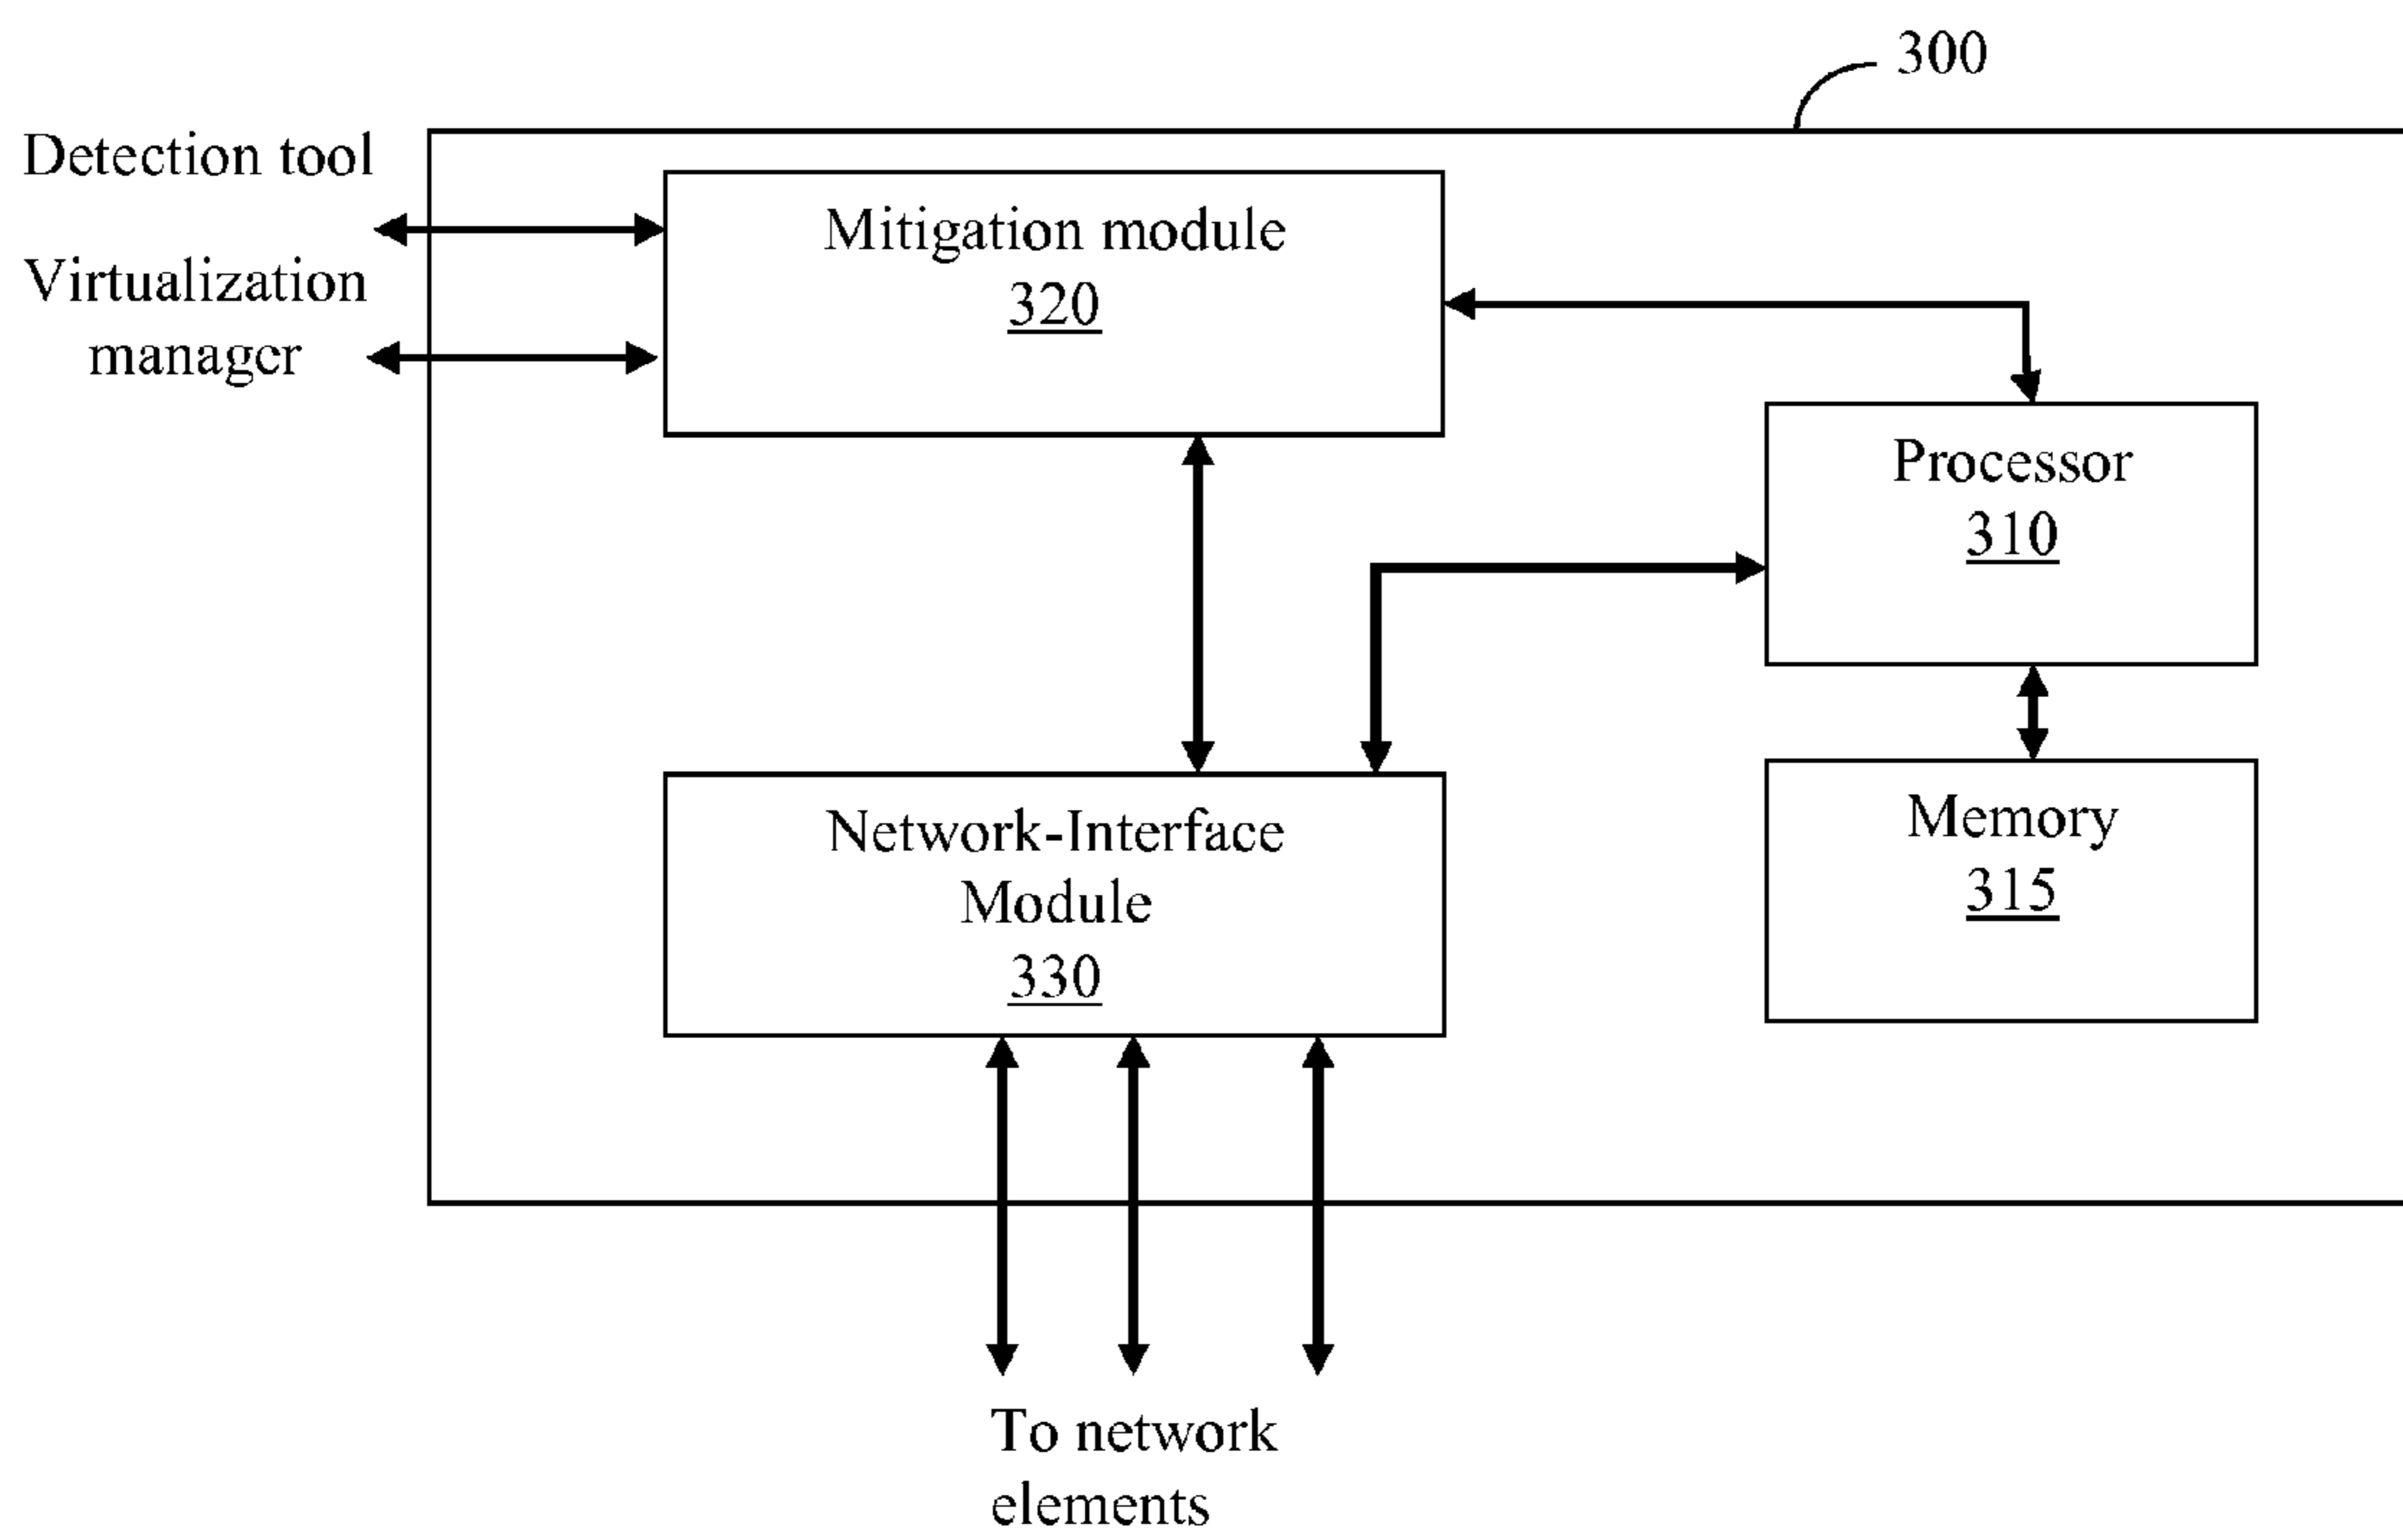 300
Detection tool
Virtualization
manager
Mitigation module
320
Processor
310
Network-Interface
Module
330
Memory
315
To network
elements